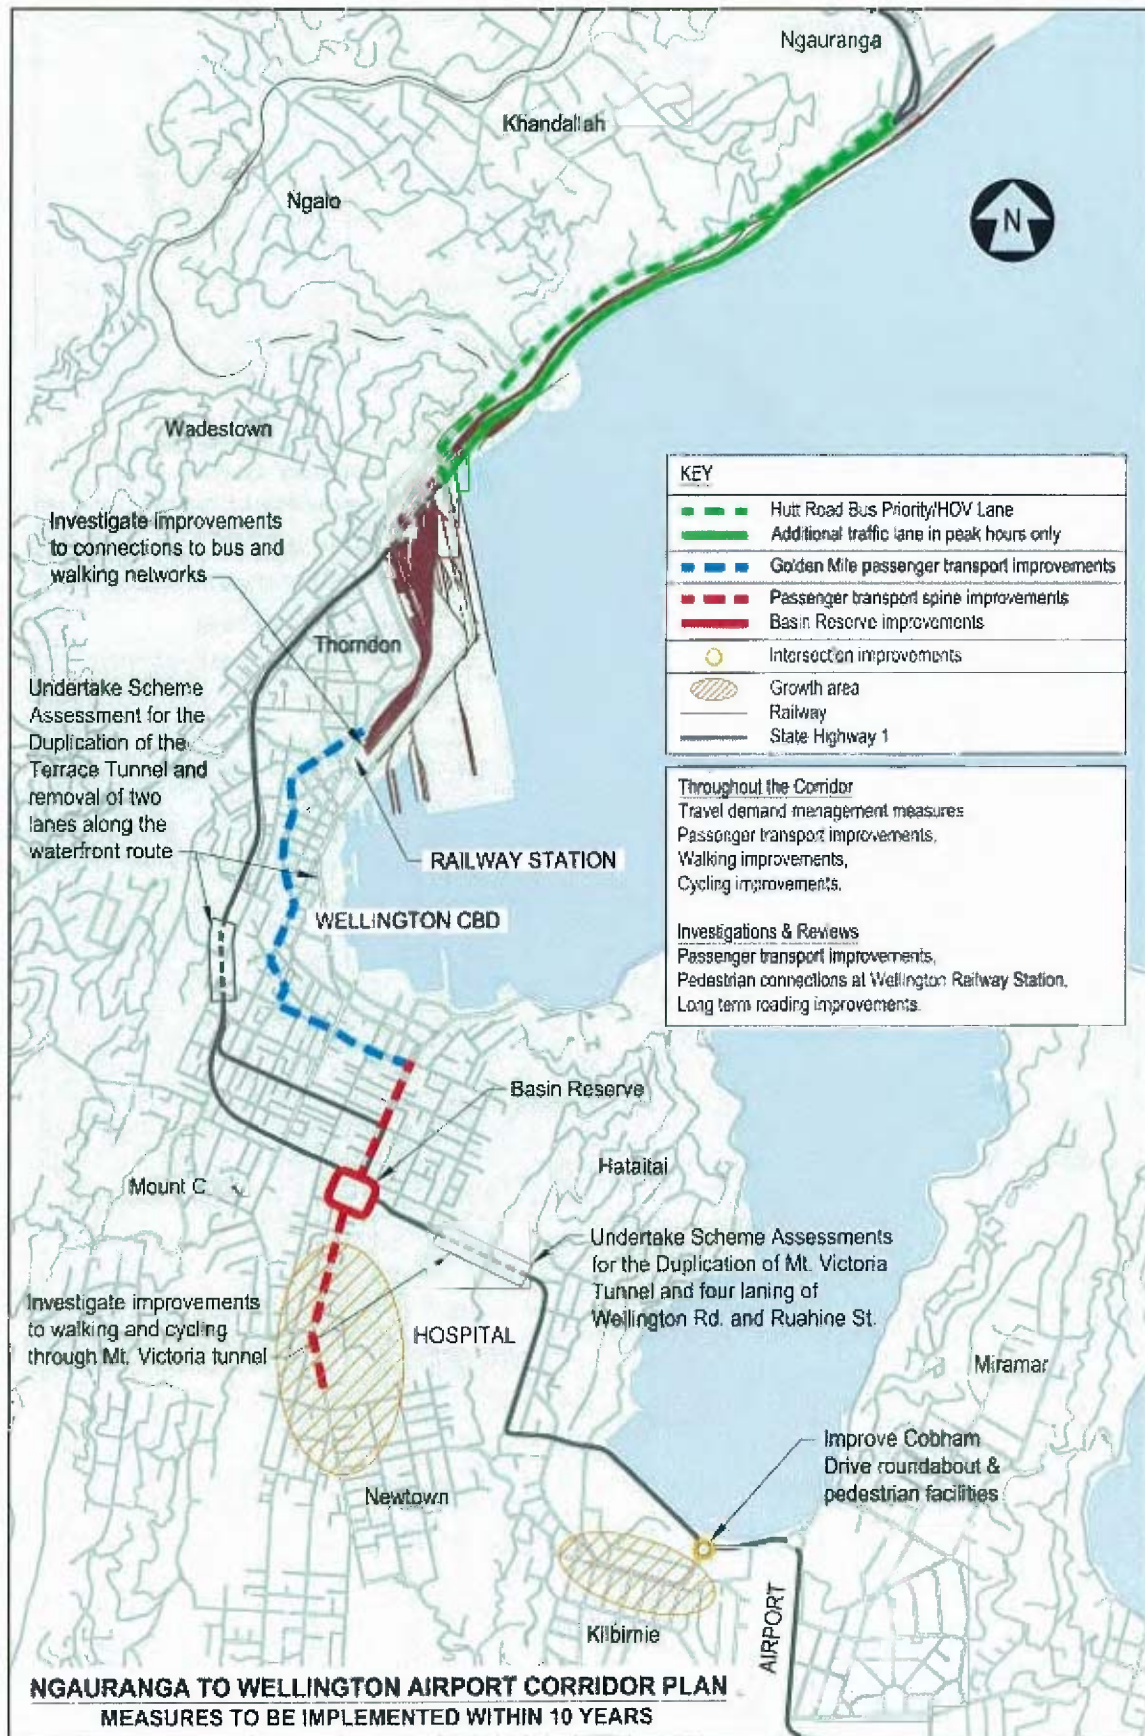 Ngauranga
Khandallah
Ngaio
N
Wadestown
KEY
Hutt Road Bus Priority/HOV Lane
Additional traffic lane in peak hours only
Golden Mile passenger transport improvements
Passenger transport spine improvements
Basin Reserve improvements
Intersection improvements
Growth area
Railway
State Highway 1
Investigate improvements
to connections to bus and
walking networks
Thorndon
Undertake Scheme
Assessment for the
Duplication of the
Terrace Tunnel and
removal of two
lanes along the
waterfront route
Throughout the Corridor
Travel demand management measures
Passenger transport improvements,
Walking improvements,
Cycling improvements.
Investigations & Reviews
Passenger transport improvements,
Pedestrian connections at Wellington Railway Station,
Long term roading improvements.
RAILWAY STATION
WELLINGTON CBD
Basin Reserve
Hataitai
Mount C
Undertake Scheme Assessments
for the Duplication of Mt. Victoria
Tunnel and four laning of
Wellington Rd. and Ruahine St.
Investigate improvements
to walking and cycling
through Mt. Victoria tunnel
HOSPITAL
Miramar
Improve Cobham
Drive roundabout &
pedestrian facilities
Newtown
Kilbirnie
AIRPORT
NGAURANGA TO WELLINGTON AIRPORT CORRIDOR PLAN
MEASURES TO BE IMPLEMENTED WITHIN 10 YEARS